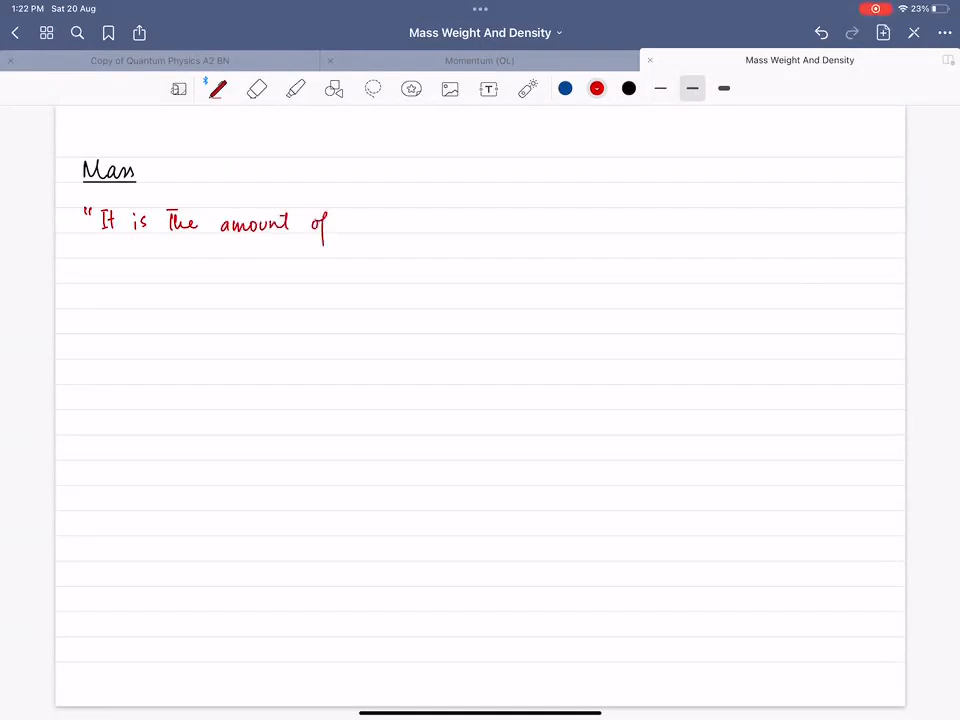 1:22 PM Sat 20 Aug
23%
Mass Weight And Density
Copy of Quantum Physics A2 BN
Momentum (OL)
Mass Weight And Density
T
Mass
"It is the amount of